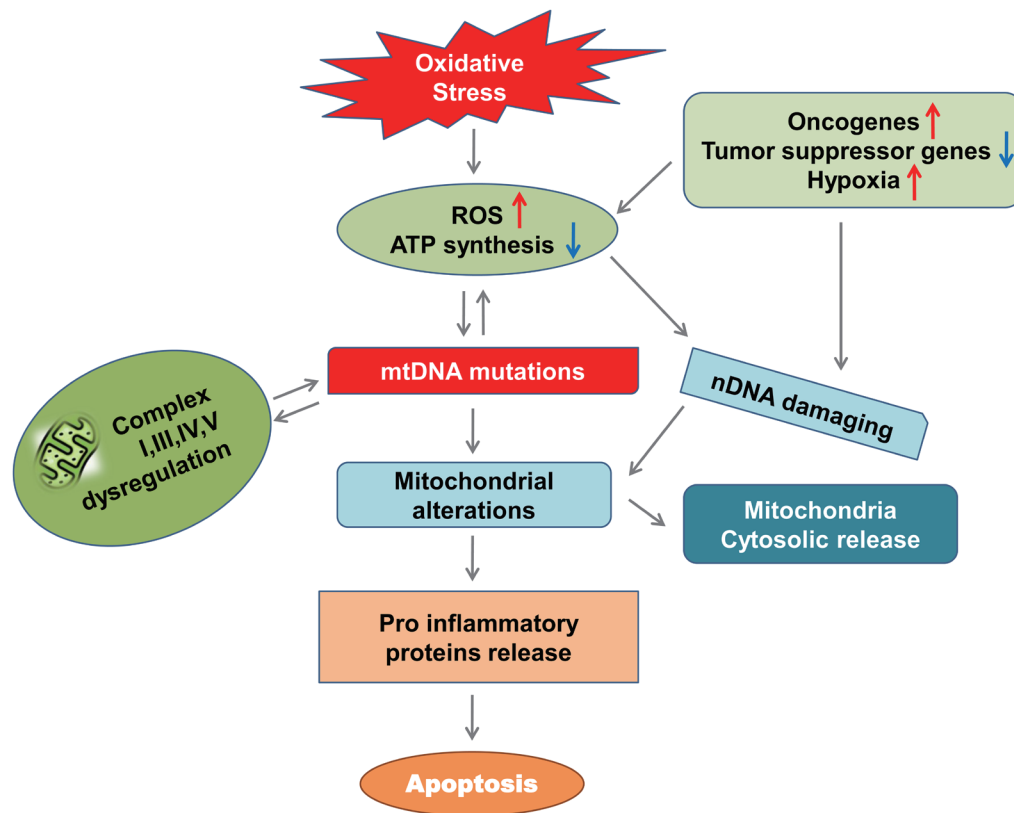 Oxidative
Stress
Oncogenes
Tumor suppressor genes
Hypoxia
ROS
ATP synthesis
mtDNA mutations
nDNA damaging
Complex
I,III,IV,V
dysregulation
Mitochondrial
alterations
Mitochondria
Cytosolic release
Pro inflammatory
proteins release
Apoptosis